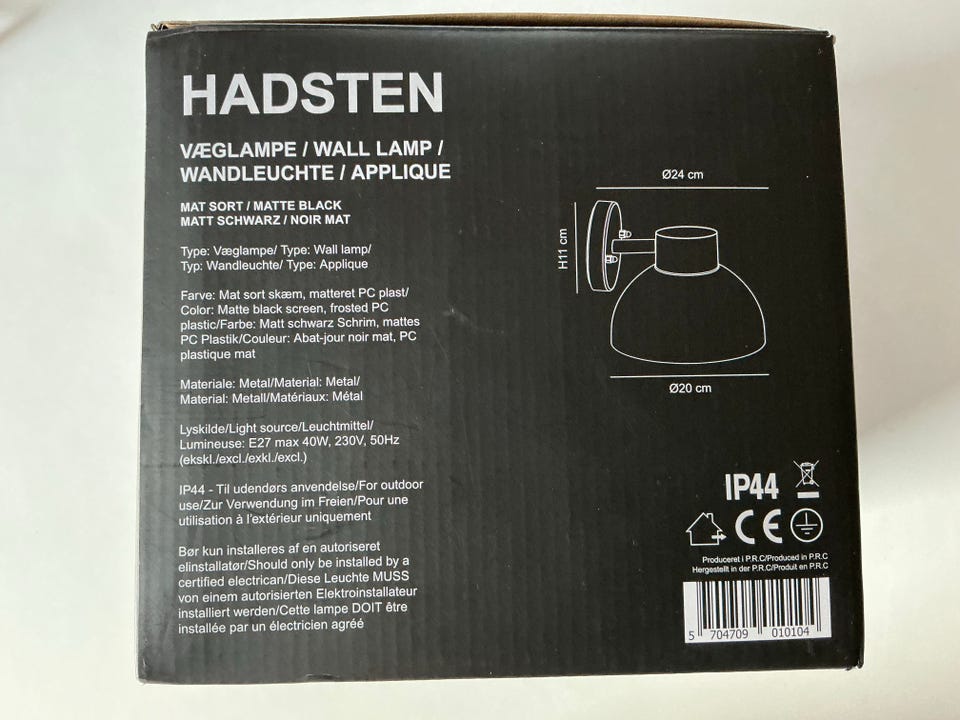 HADSTEN
VÆGLAMPE / WALL LAMP /
WANDLEUCHTE / APPLIQUE
MAT SORT / MATTE BLACK
MATT SCHWARZ / NOIR MAT
Type: Væglampe/ Type: Wall lamp/
Typ: Wandleuchte/ Type: Applique
Farve: Mat sort skæm, matteret PC plast/
Color: Matte black screen, frosted PC
plastic/Farbe: Matt schwarz Schrim, mattes
PC Plastik/Couleur: Abat-jour noir mat, PC
plastique mat
Materiale: Metal/Material: Metal/
Material: Metall/Matériaux: Métal
Lyskilde/Light source/Leuchtmittel/
Lumineuse: E27 max 40W, 230V, 50Hz
(ekskl./excl./exkl./excl.)
IP44 - Til udendørs anvendelse/For outdoor
use/Zur Verwendung im Freien/Pour une
utilisation à l'extérieur uniquement
Bør kun installeres af en autoriseret
elinstallatør/Should only be installed by a
certified electrican/Diese Leuchte MUSS
von einem autorisierten Elektroinstallateur
installiert werden/Cette lampe DOIT être
installée par un électricien agréé
Ø24 cm
H11 cm
Ø20 cm
IP44
CE
Produceret i P.R.C/Produced in P.R.C
Hergestellt in der P.R.C/Produit en P.R.C
5 704709 010104